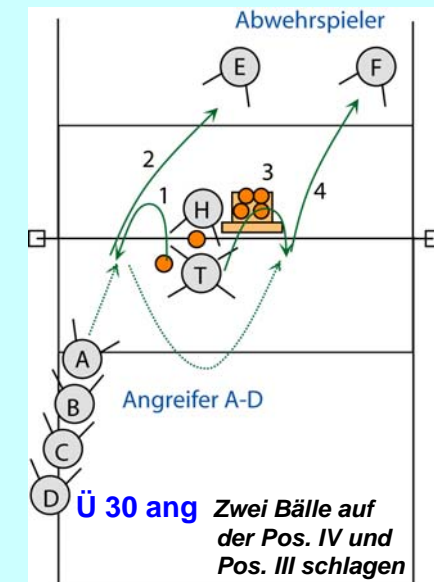 Abwehrspieler
E
F
2
3
1
4
H
T
A
B
Angreifer A-D
C
D
Ü 30 ang Zwei Bälle auf
der Pos. IV und
Pos. III schlagen